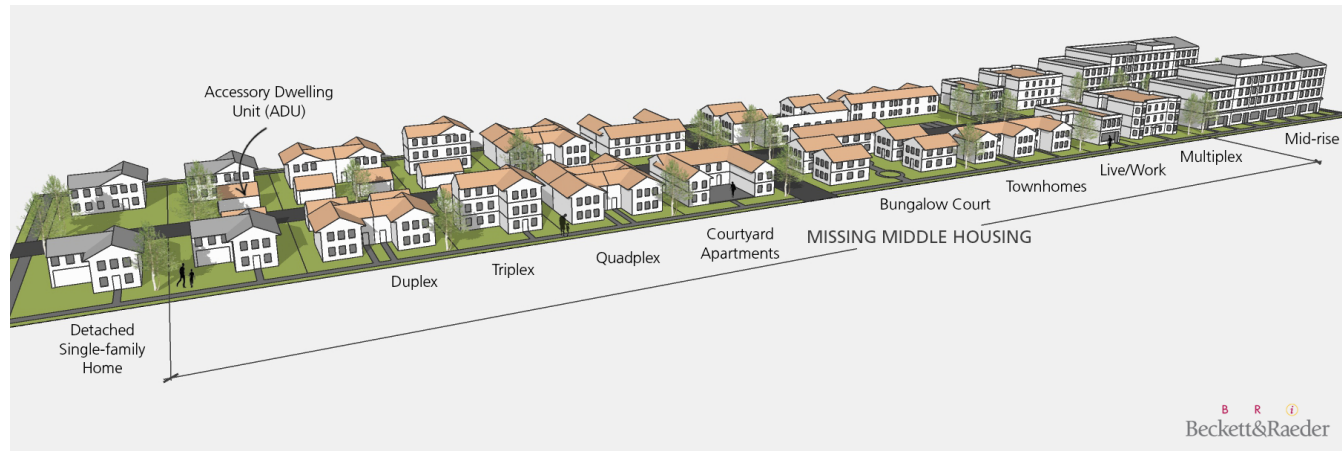 Accessory Dwelling
Unit (ADU)
Detached
Single-family
Home
Duplex
Triplex
Quadplex
Courtyard
Apartments
Bungalow Court
Townhomes
Live/Work
Multiplex
Mid-rise
MISSING MIDDLE HOUSING
B R i
Beckett&Raeder